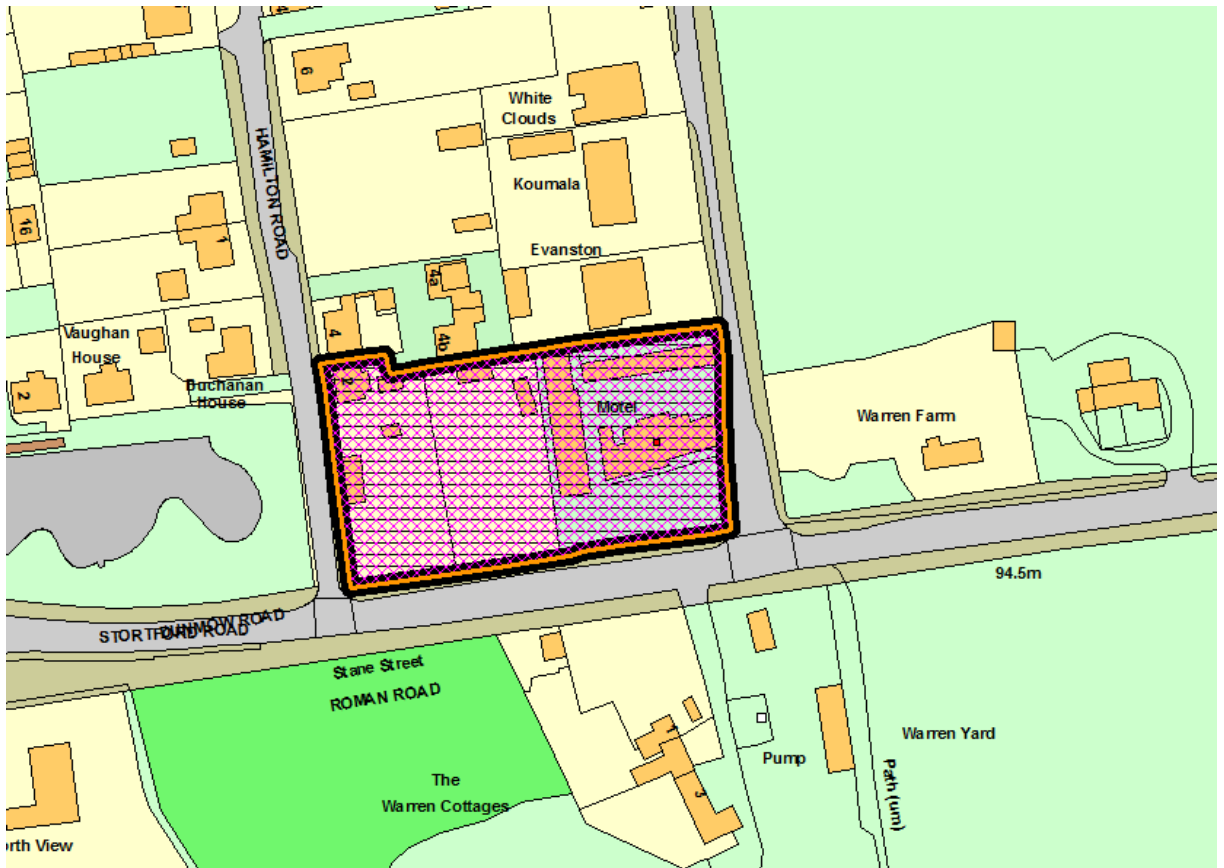 4
6
White
Clouds
HAMILTON ROAD
Koumala
16
1
Evanston
4a
4
4b
Vaughan
House
2
Buchanan
House
2
Motel
Warren Farm
94.5m
STORTFORD ROAD
DUNMOW ROAD
Stane Street
ROMAN ROAD
1
Warren Yard
Pump
The
Warren Cottages
3
Path (um)
orth View